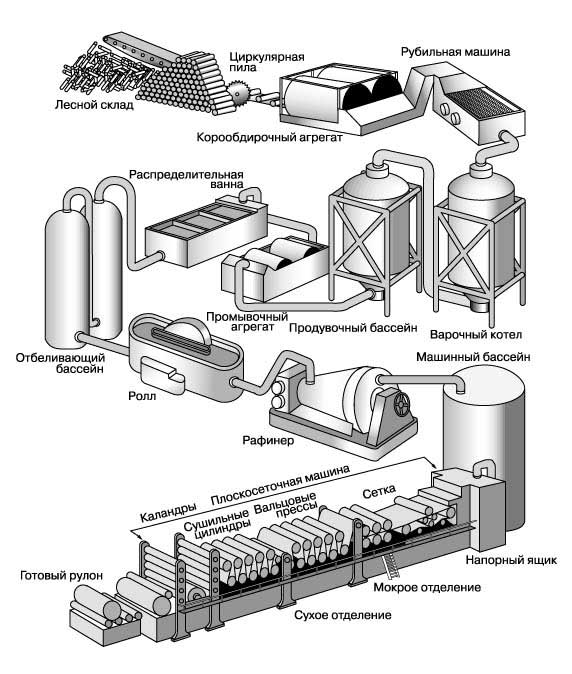 Циркулярная
пила
Рубильная машина
Лесной склад
Корообдирочный агрегат
Распределительная
ванна
Промывочный
агрегат
Продувочный бассейн
Варочный котел
Отбеливающий
бассейн
Ролл
Рафинер
Машинный бассейн
Плоскосеточная машина
Каландры
Сушильные
цилиндры
Вальцовые
прессы
Сетка
Напорный ящик
Готовый рулон
Мокрое отделение
Сухое отделение